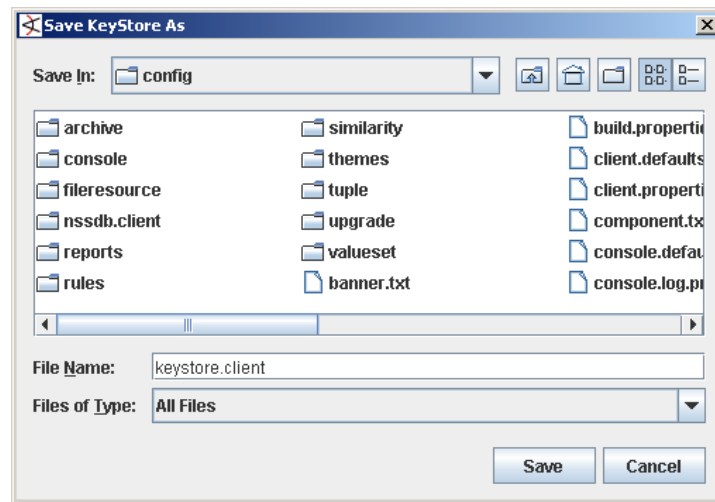 Save KeyStore As
Save In: config
archive similarity build.properti
console themes client.defaults
fileresource tuple client.properti
nssdb.client upgrade component.tx
reports valueset console.defau
rules banner.txt console.log.pr
File Name: keystore.client
Files of Type: All Files
Save Cancel